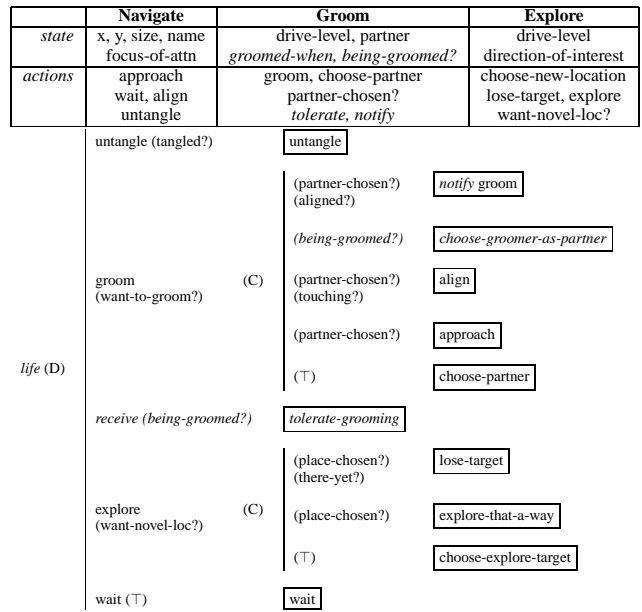 Navigate Groom Explore
state x, y, size, name drive-level, partner drive-level
focus-of-attn groomed-when, being-groomed? direction-of-interest
actions approach groom, choose-partner choose-new-location
wait, align partner-chosen? lose-target, explore
untangle tolerate, notify want-novel-loc?
untangle (tangled?) untangle
(partner-chosen?) notify groom
(aligned?)
(being-groomed?) choose-groomer-as-partner
groom (C) (partner-chosen?) align
(want-to-groom?) (touching?)
(partner-chosen?) approach
life (D) (⊤) choose-partner
receive (being-groomed?) tolerate-grooming
(place-chosen?) lose-target
(there-yet?)
explore (C) (place-chosen?) explore-that-a-way
(want-novel-loc?)
(⊤) choose-explore-target
wait (⊤) wait